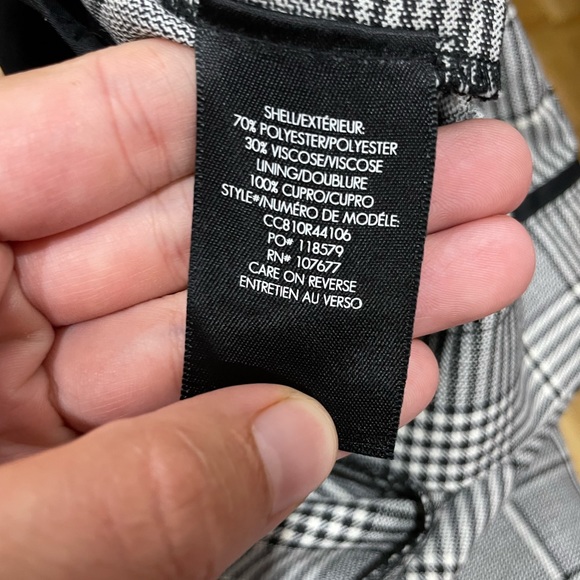 SHELL/EXTÉRIEUR:
70% POLYESTER/POLYESTER
30% VISCOSE/VISCOSE
LINING/DOUBLURE
100% CUPRO/CUPRO
STYLE#/NUMÉRO DE MODÈLE:
CC810R44106
PO# 118579
RN# 107677
CARE ON REVERSE
ENTRETIEN AU VERSO